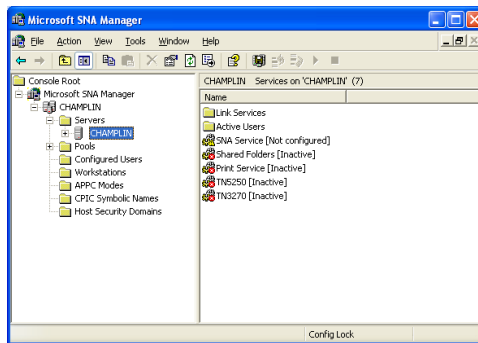 Microsoft SNA Manager
File Action View Tools Window Help
Console Root
Microsoft SNA Manager
CHAMPLIN
Servers
CHAMPLIN
Pools
Configured Users
Workstations
APPC Modes
CPIC Symbolic Names
Host Security Domains
CHAMPLIN Services on 'CHAMPLIN' (7)
Name
Link Services
Active Users
SNA Service [Not configured]
Shared Folders [Inactive]
Print Service [Inactive]
TN5250 [Inactive]
TN3270 [Inactive]
Config Lock